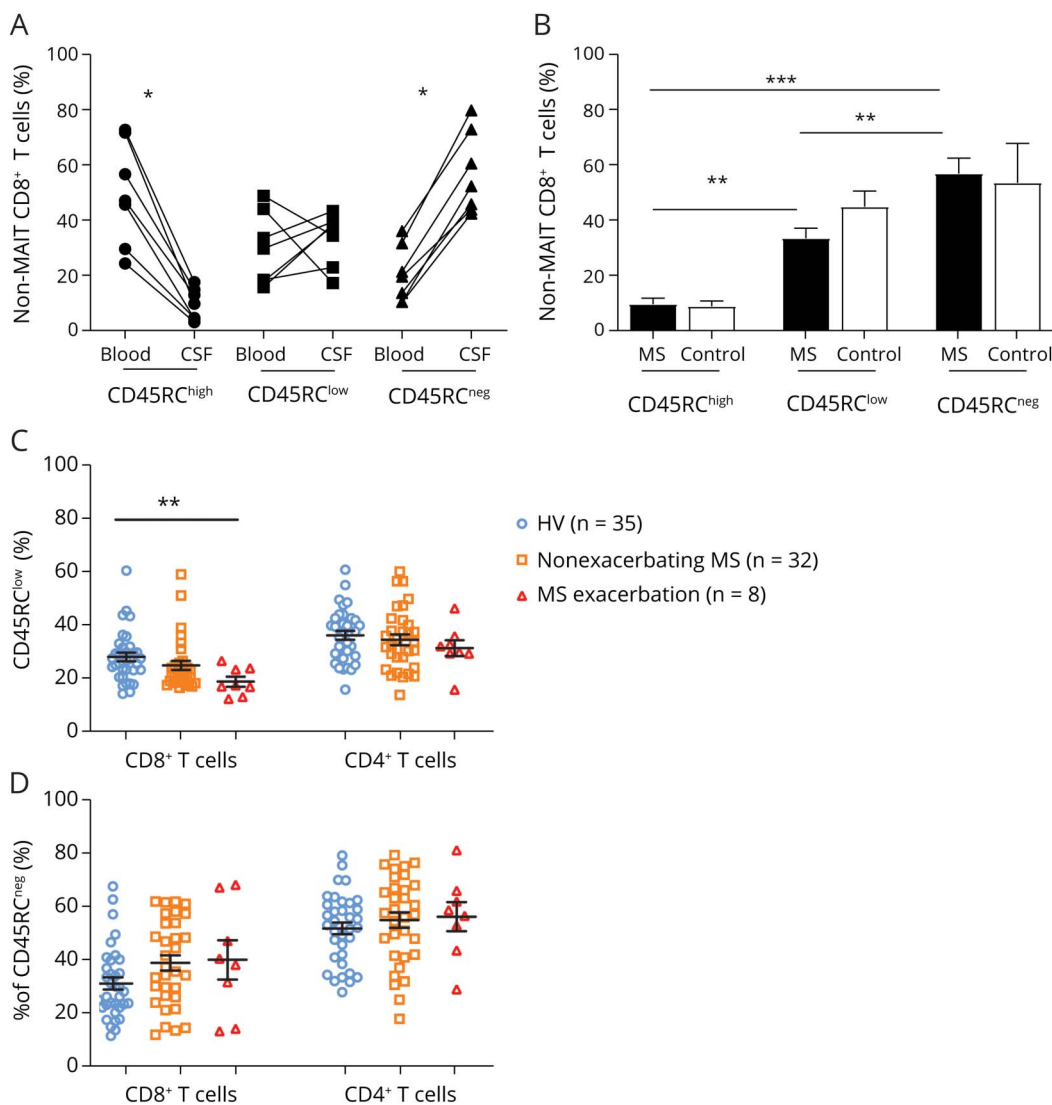 A
Non-MAIT CD8⁺ T cells (%)
100
80
60
40
20
0
*
*
Blood CSF Blood CSF Blood CSF
CD45RC^high CD45RC^low CD45RC^neg
B
Non-MAIT CD8⁺ T cells (%)
100
80
60
40
20
0
***
**
**
MS Control MS Control MS Control
CD45RC^high CD45RC^low CD45RC^neg
C
CD45RC^low (%)
100
80
60
40
20
0
**
CD8⁺ T cells CD4⁺ T cells
HV (n = 35)
Nonexacerbating MS (n = 32)
MS exacerbation (n = 8)
D
%of CD45RC^neg (%)
100
80
60
40
20
0
CD8⁺ T cells CD4⁺ T cells